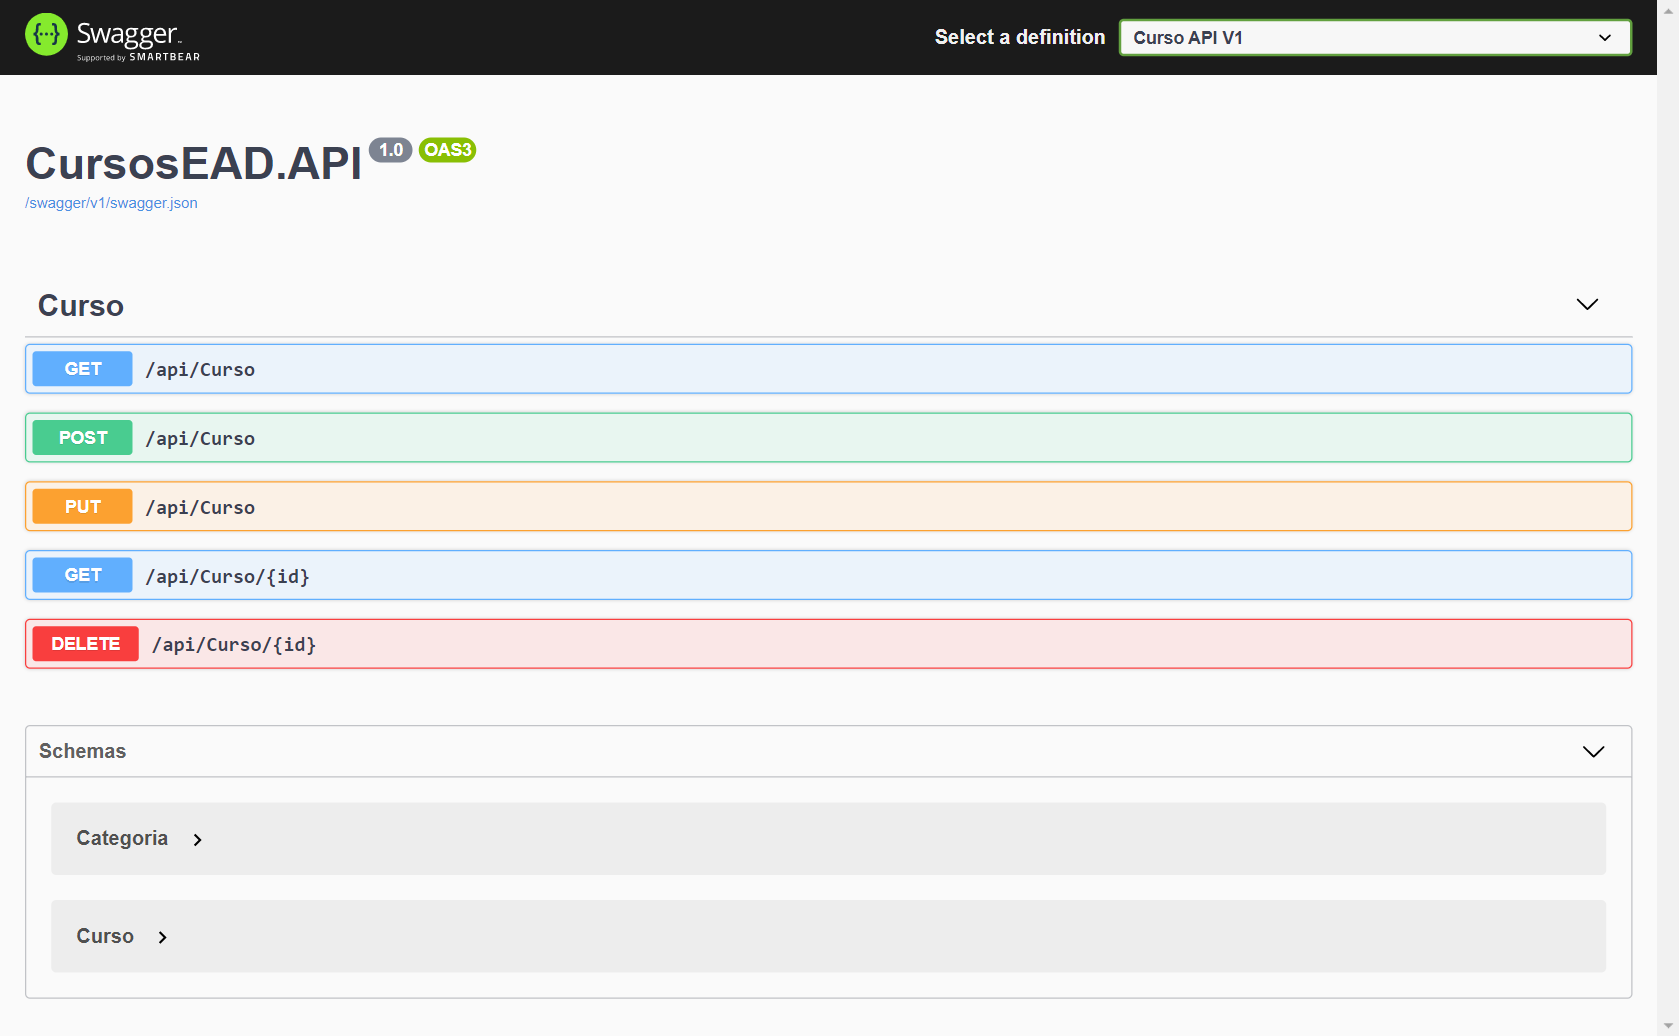 Swagger
Supported by SMARTBEAR
Select a definition
Curso API V1
CursosEAD.API 1.0 OAS3
/swagger/v1/swagger.json
Curso
GET /api/Curso
POST /api/Curso
PUT /api/Curso
GET /api/Curso/{id}
DELETE /api/Curso/{id}
Schemas
Categoria
Curso